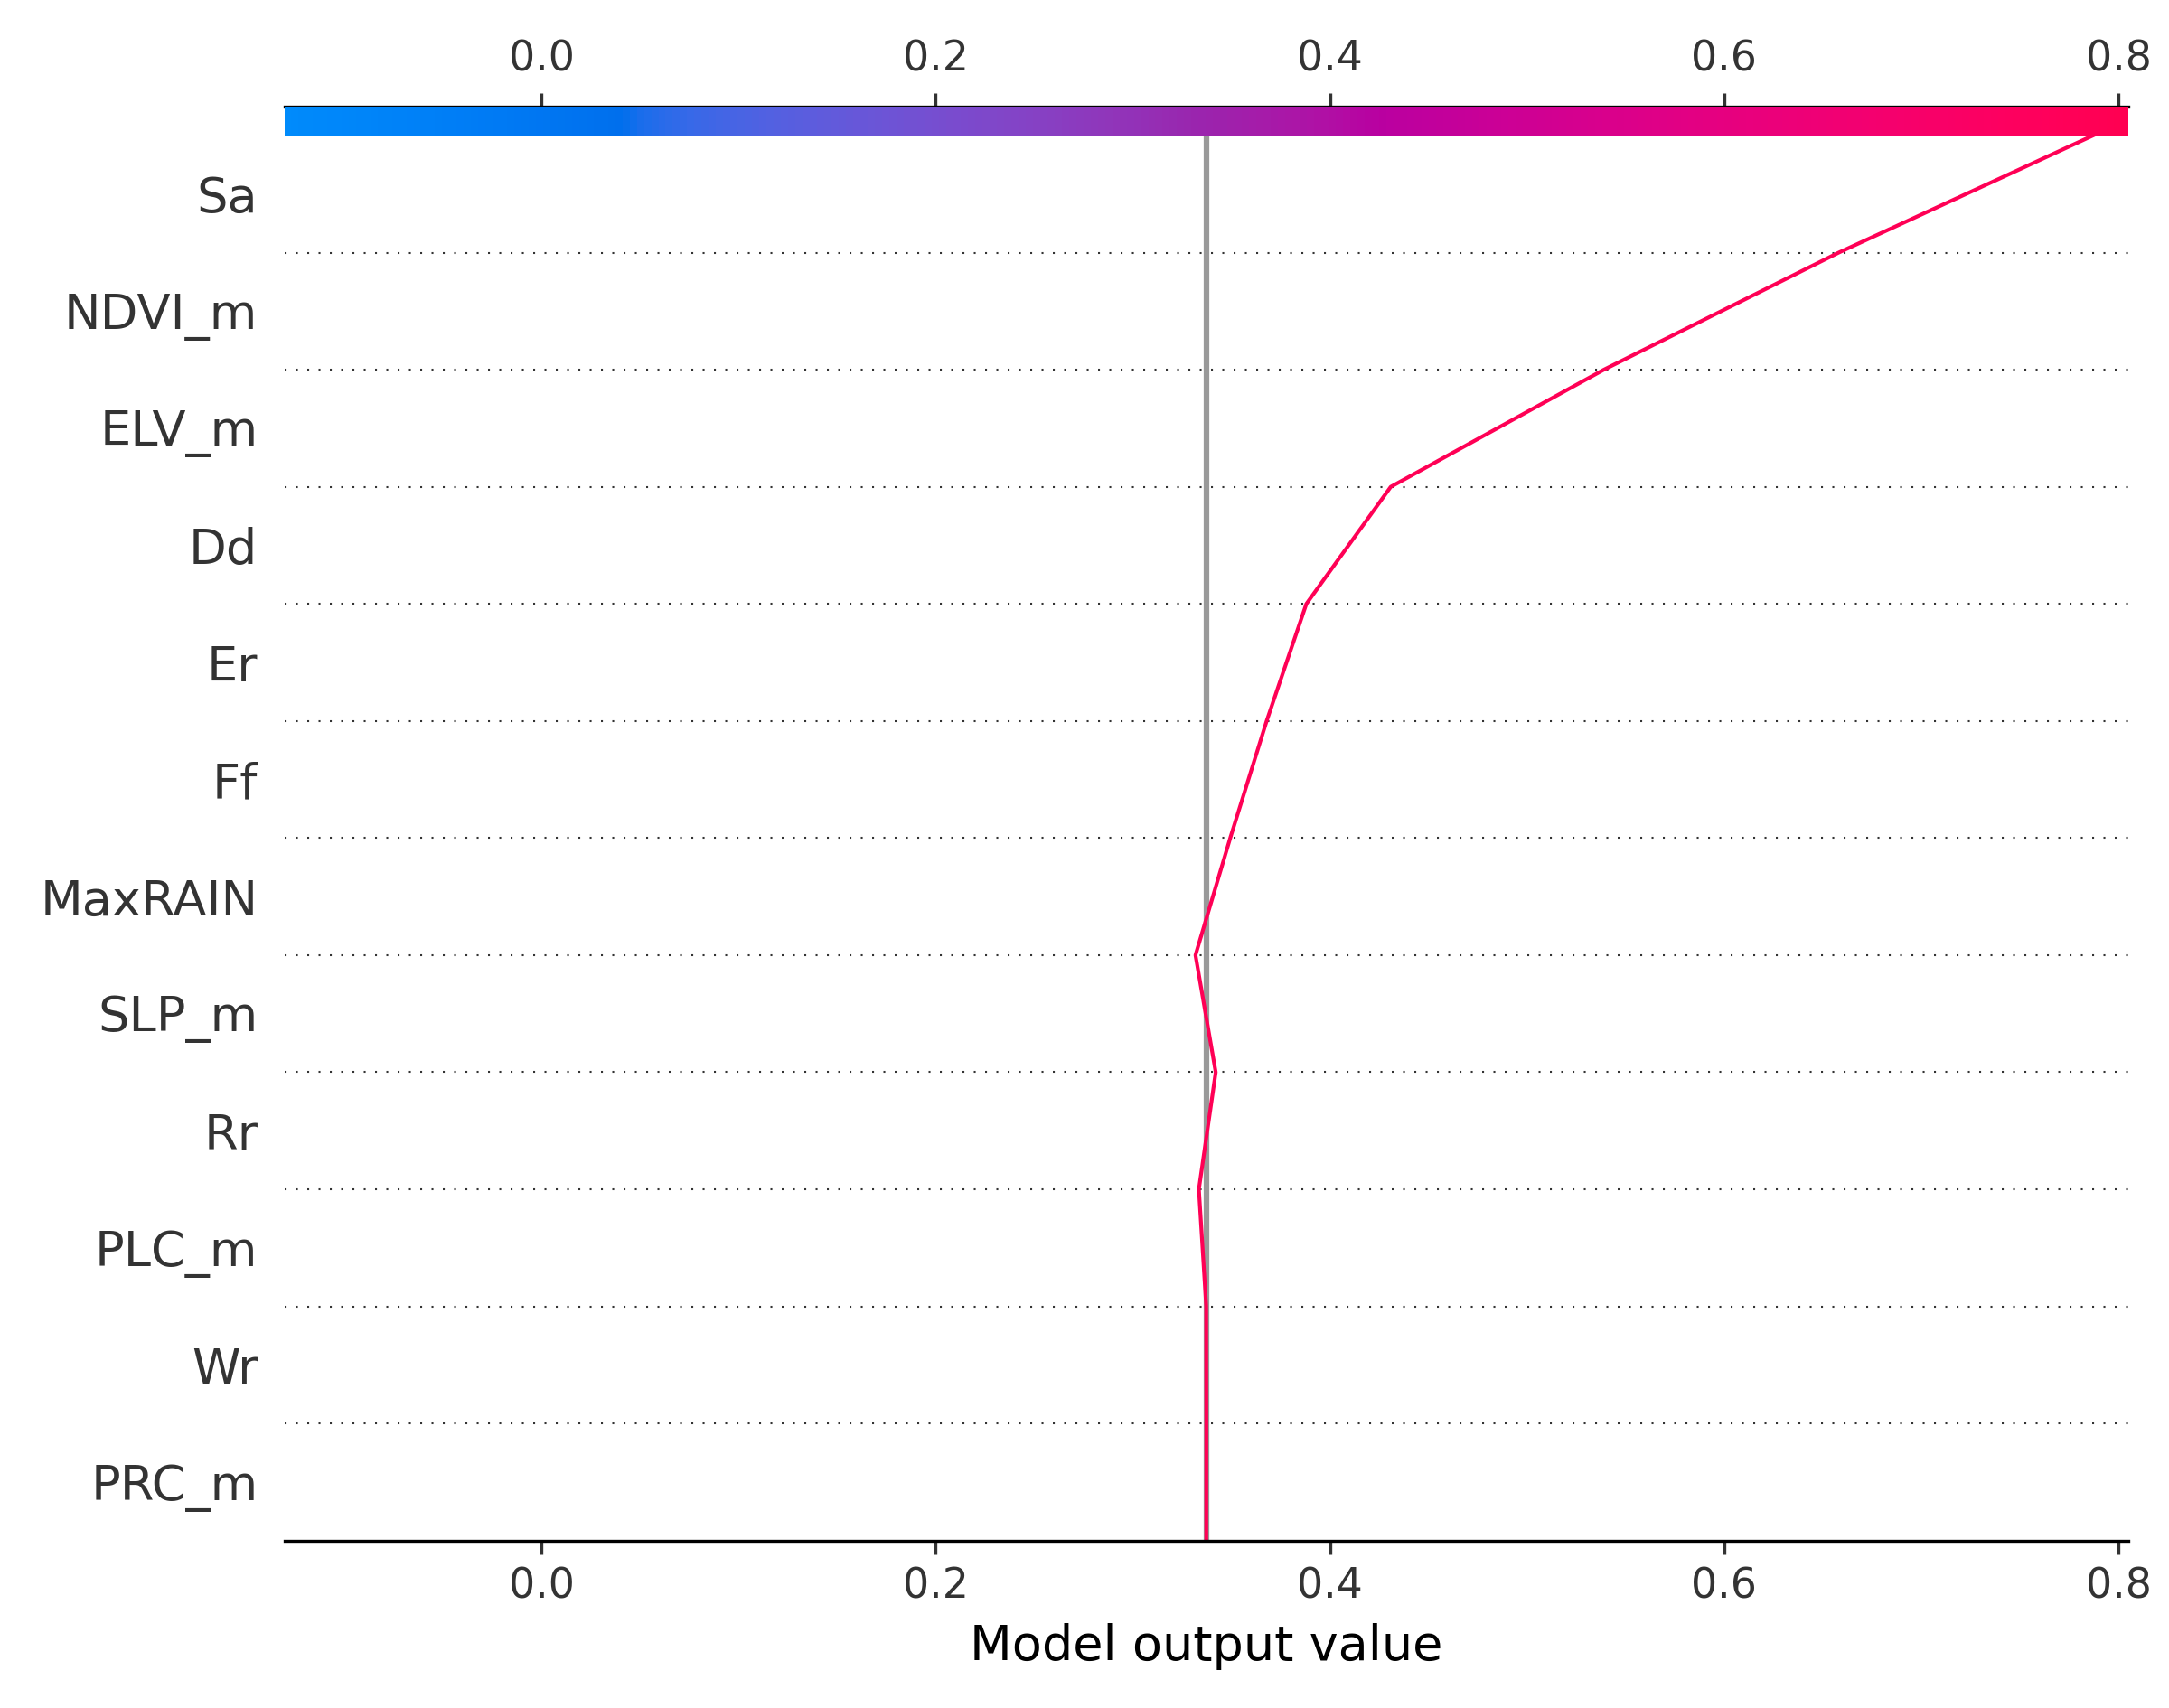 0.0 0.2 0.4 0.6 0.8
Sa
NDVI_m
ELV_m
Dd
Er
Ff
MaxRAIN
SLP_m
Rr
PLC_m
Wr
PRC_m
0.0 0.2 0.4 0.6 0.8
Model output value